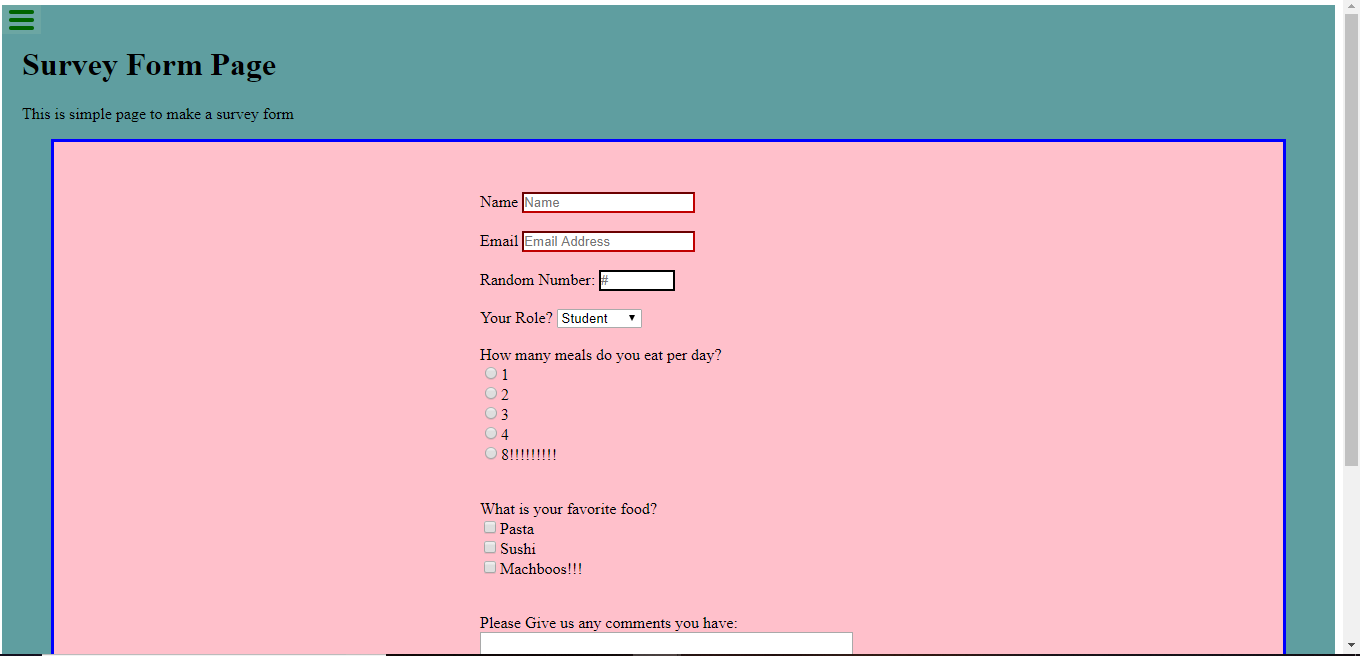 Survey Form Page
This is simple page to make a survey form
Name Name
Email Email Address
Random Number: #
Your Role? Student
How many meals do you eat per day?
1
2
3
4
8!!!!!!!!!
What is your favorite food?
Pasta
Sushi
Machboos!!!
Please Give us any comments you have: